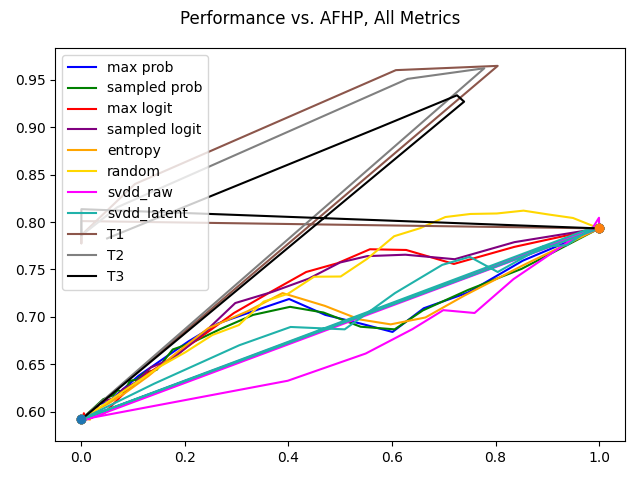 Performance vs. AFHP, All Metrics
0.95
0.90
0.85
0.80
0.75
0.70
0.65
0.60
max prob
sampled prob
max logit
sampled logit
entropy
random
svdd_raw
svdd_latent
T1
T2
T3
0.0 0.2 0.4 0.6 0.8 1.0